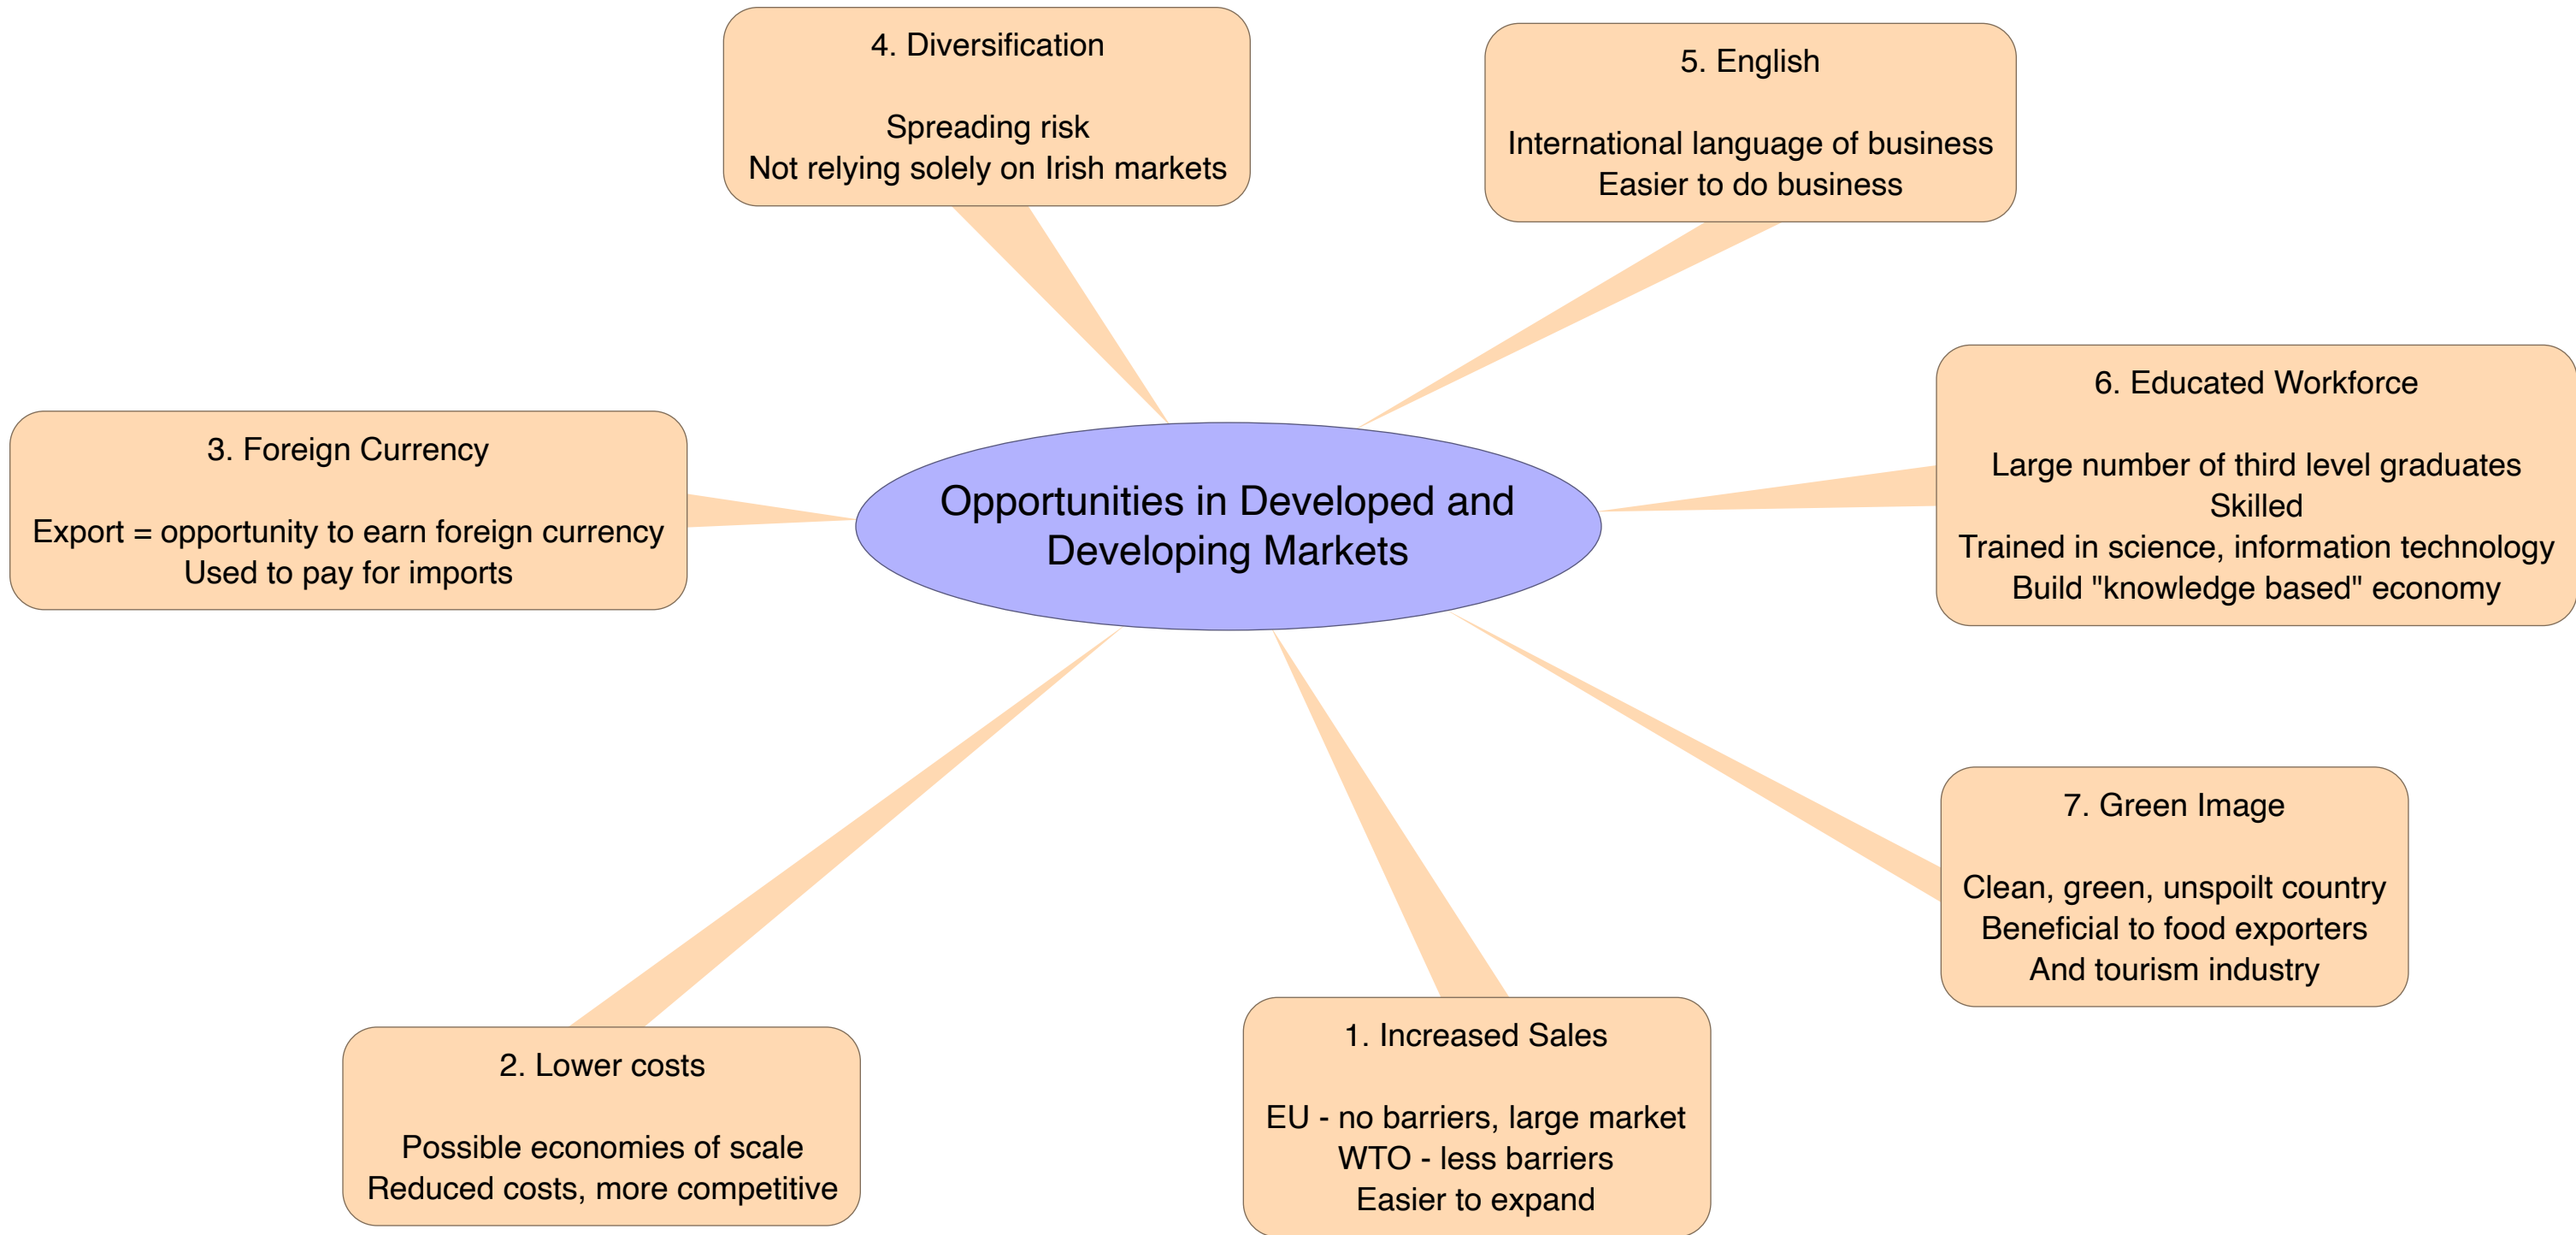 4. Diversification
Spreading risk
Not relying solely on Irish markets
5. English
International language of business
Easier to do business
3. Foreign Currency
Export = opportunity to earn foreign currency
Used to pay for imports
Opportunities in Developed and
Developing Markets
6. Educated Workforce
Large number of third level graduates
Skilled
Trained in science, information technology
Build "knowledge based" economy
7. Green Image
Clean, green, unspoilt country
Beneficial to food exporters
And tourism industry
2. Lower costs
Possible economies of scale
Reduced costs, more competitive
1. Increased Sales
EU - no barriers, large market
WTO - less barriers
Easier to expand